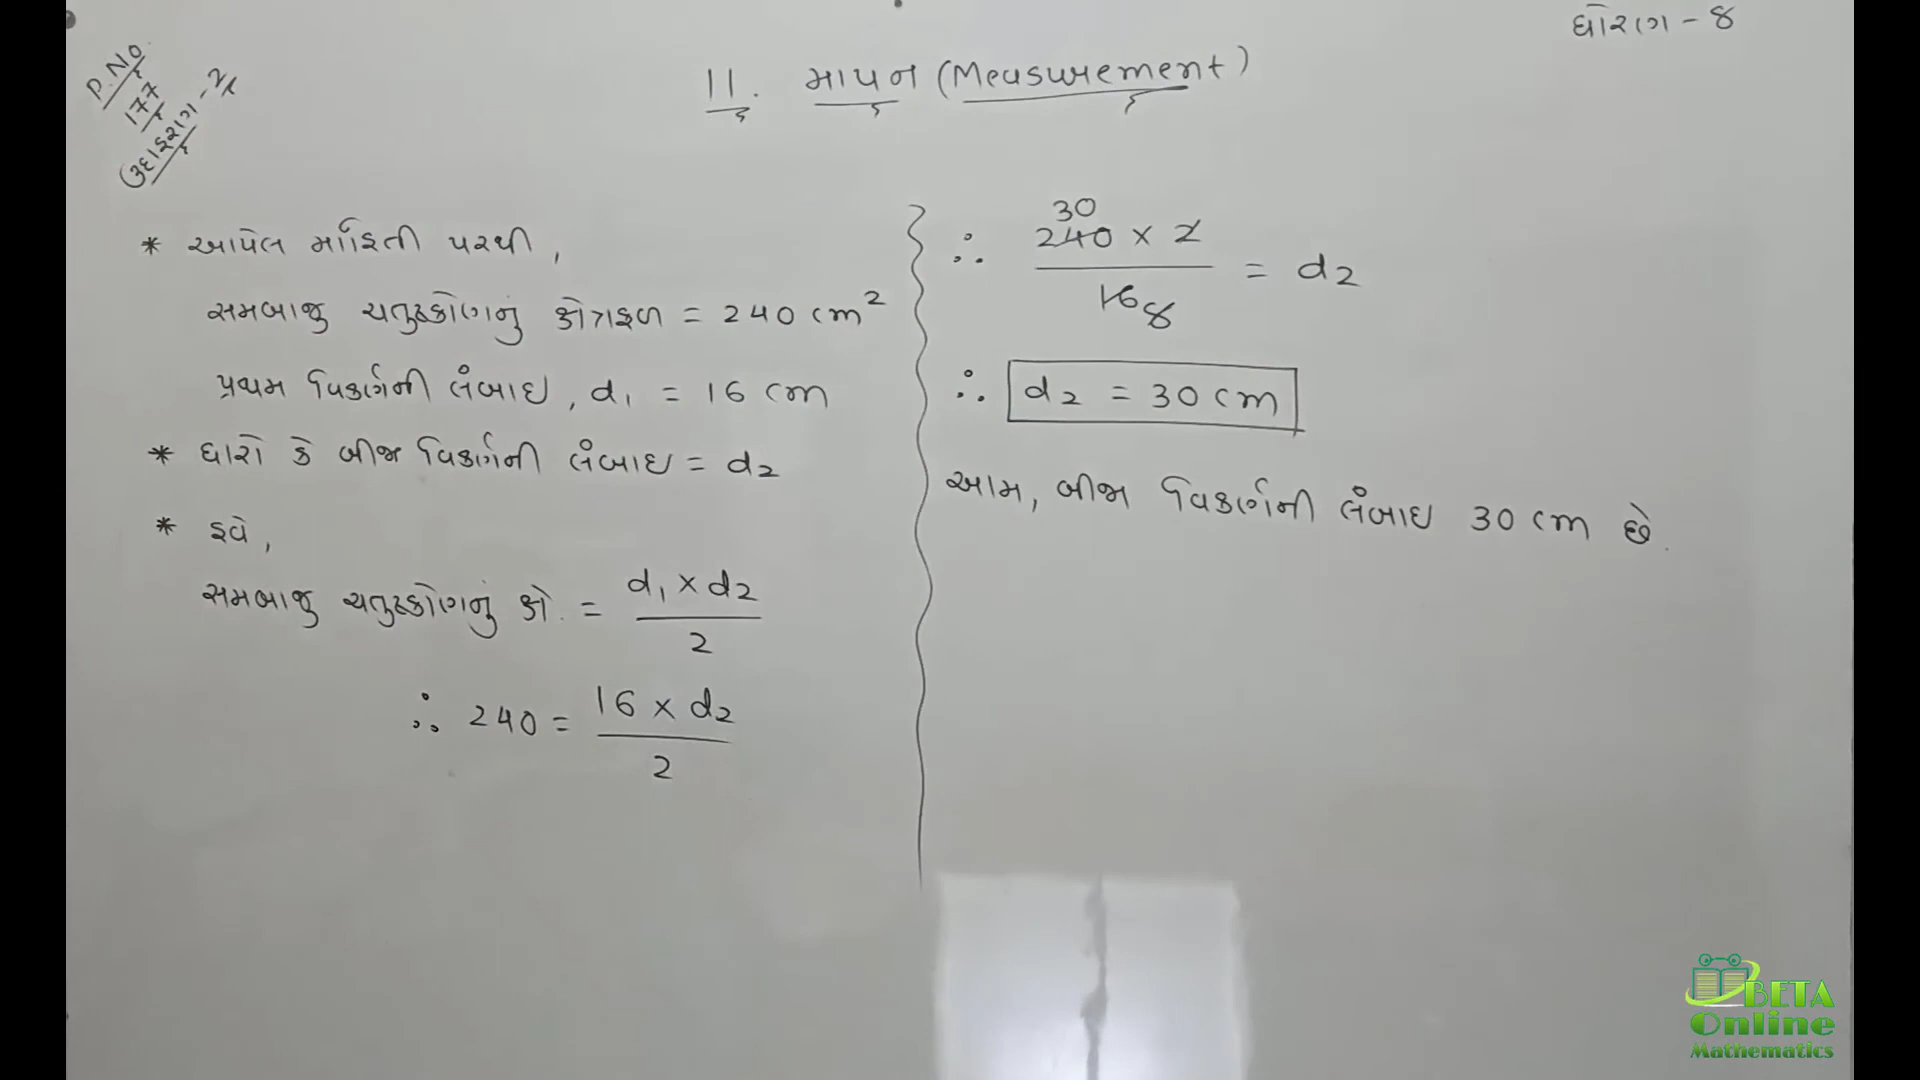 ધોરણ - 8
11. માપન (Measurement)
P.No
177
ઉદાહરણ - 2
* આપેલ માહિતી પરથી,
સમબાજુ ચતુષ્કોણનું ક્ષેત્રફળ = 240 cm²
પ્રથમ વિકર્ણની લંબાઇ, d₁ = 16 cm
* ધારો કે બીજા વિકર્ણની લંબાઇ = d₂
* હવે,
સમબાજુ ચતુષ્કોણનું ક્ષે. = d₁ × d₂ / 2
∴ 240 = 16 × d₂ / 2
30
∴ 240 × 2 / 16 8 = d₂
∴ d₂ = 30 cm
આમ, બીજા વિકર્ણની લંબાઇ 30 cm છે.
BETA
Online
Mathematics